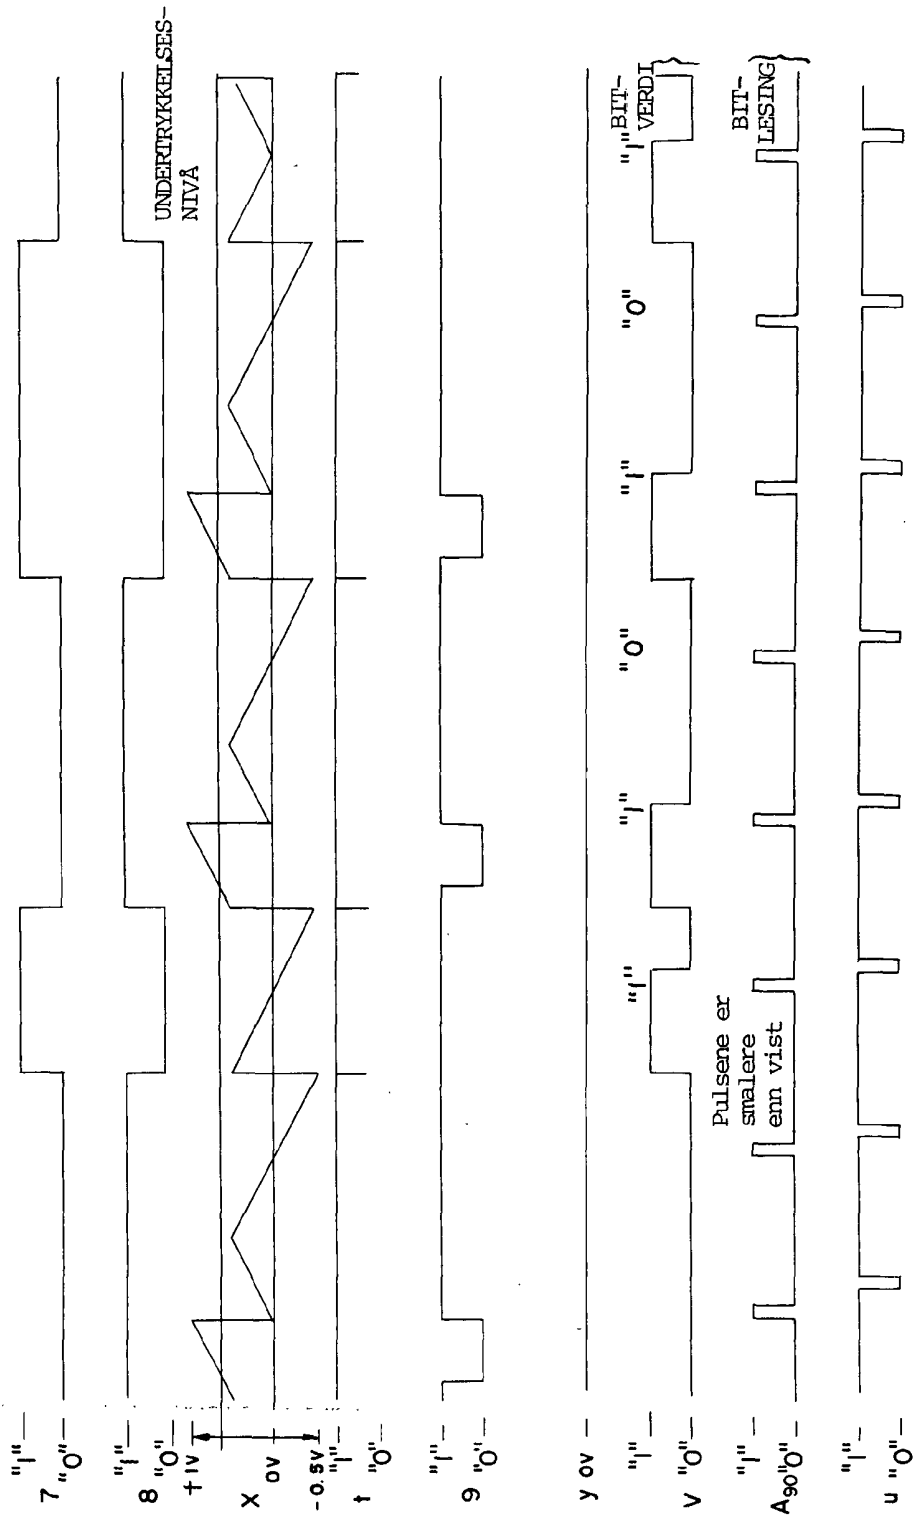 UNDERTRYKKELSES-
NIVÅ
7 "1"
"0"
8 "1"
"0"
+1V
X 0V
-0.5V
t "1"
"0"
9 "1"
"0"
y 0V
BIT-
VERDI
V "1"
"0"
"1" "1" "0" "1" "0" "1"
BIT-
LESING
A90 "1"
"0"
Pulsene er
smalere
enn vist
u "1"
"0"